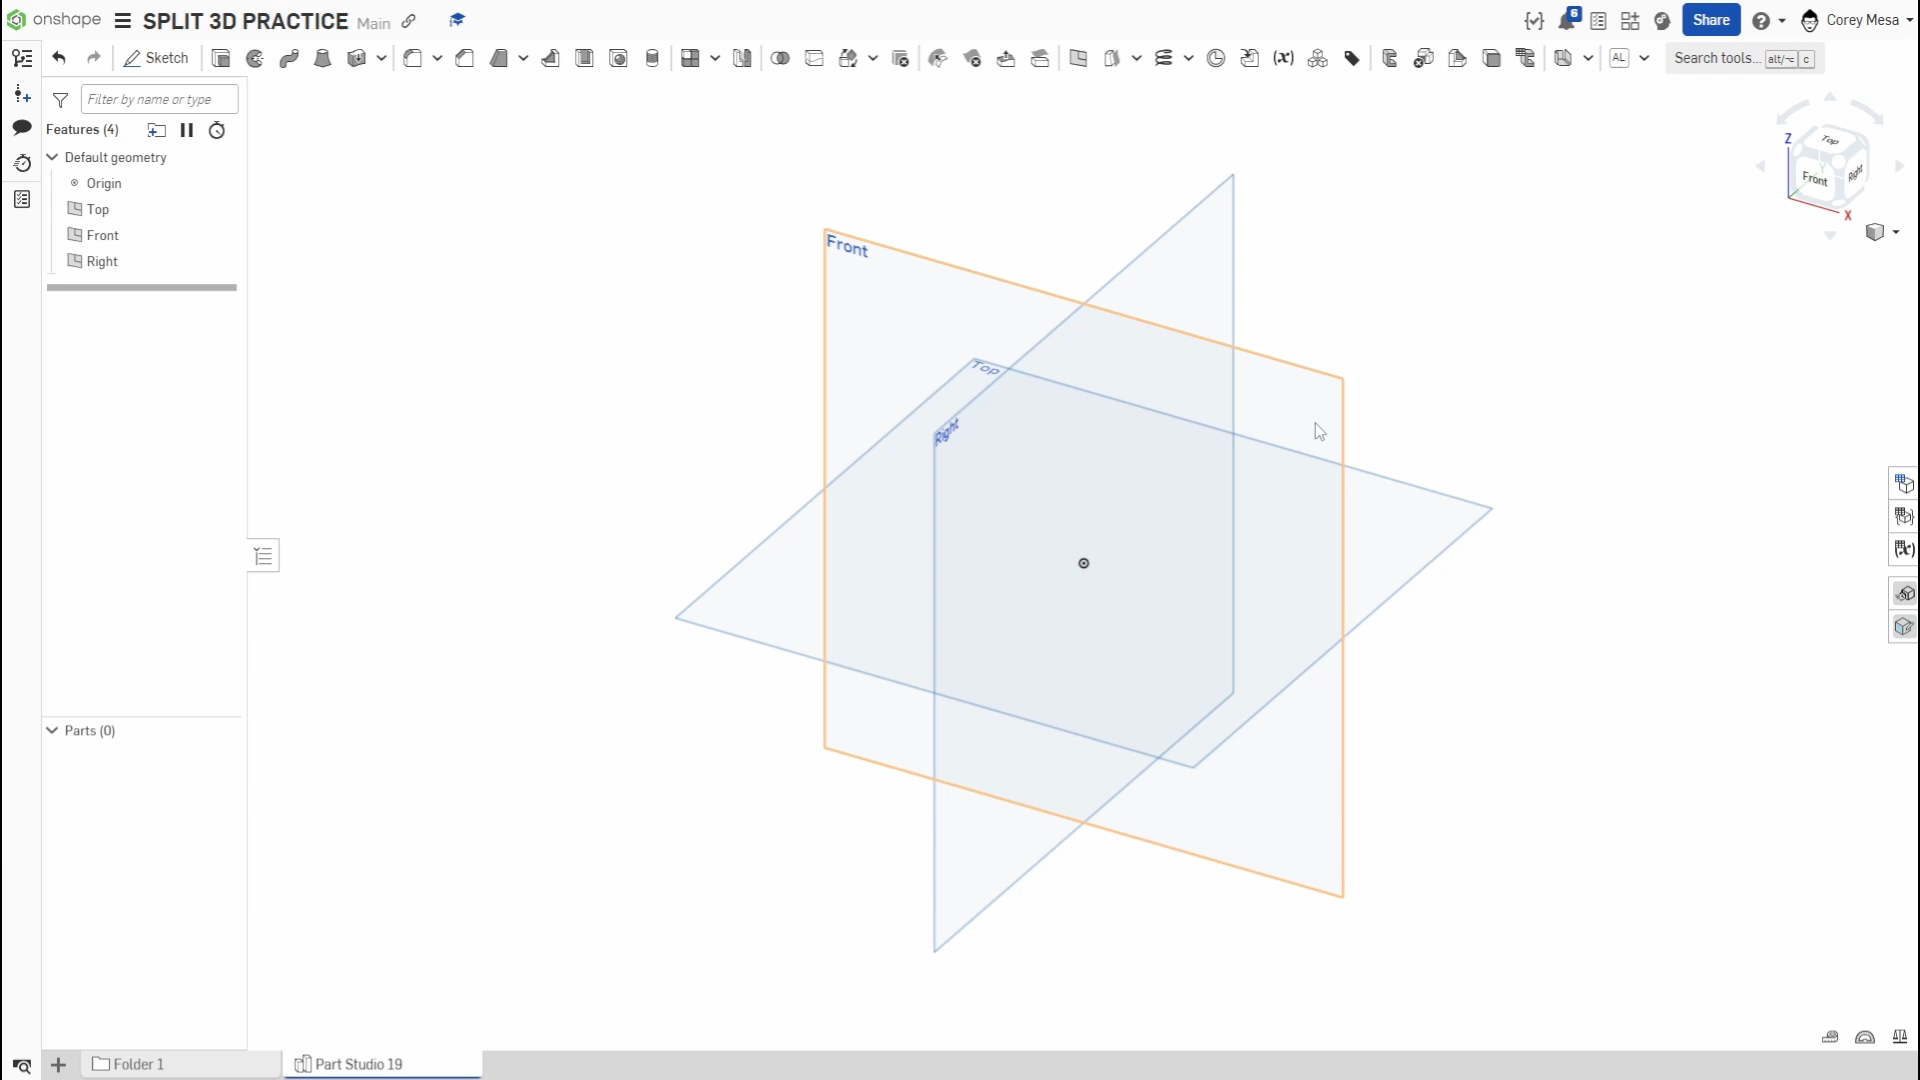 onshape SPLIT 3D PRACTICE Main 6 Share Corey Mesa
Sketch (x) AL Search tools... alt/⌥ c
Filter by name or type
Features (4)
Default geometry
Origin
Top
Front
Right
Parts (0)
Front
Top
Right
Z
Top
Front
Right
Y
X
(x)
Folder 1
Part Studio 19